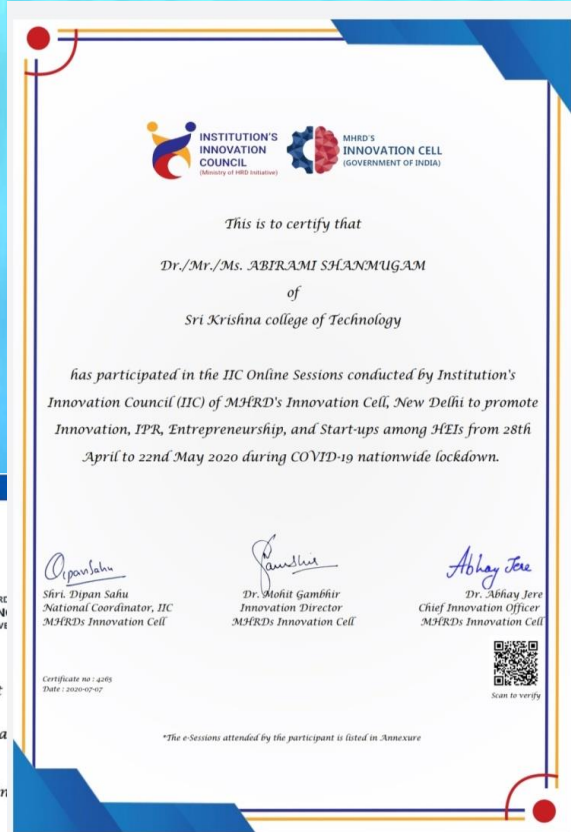 INSTITUTION'S
INNOVATION
COUNCIL
(Ministry of HRD Initiative)
MHRD'S
INNOVATION CELL
(GOVERNMENT OF INDIA)
This is to certify that
Dr./Mr./Ms. ABIRAMI SHANMUGAM
of
Sri Krishna college of Technology
has participated in the IIC Online Sessions conducted by Institution's
Innovation Council (IIC) of MHRD's Innovation Cell, New Delhi to promote
Innovation, IPR, Entrepreneurship, and Start-ups among HEIs from 28th
April to 22nd May 2020 during COVID-19 nationwide lockdown.
Abhay Jere
Shri. Dipan Sahu
National Coordinator, IIC
MHRDs Innovation Cell
Dr. Mohit Gambhir
Innovation Director
MHRDs Innovation Cell
Dr. Abhay Jere
Chief Innovation Officer
MHRDs Innovation Cell
Certificate no : 4265
Date : 2020-07-07
Scan to verify
*The e-Sessions attended by the participant is listed in Annexure